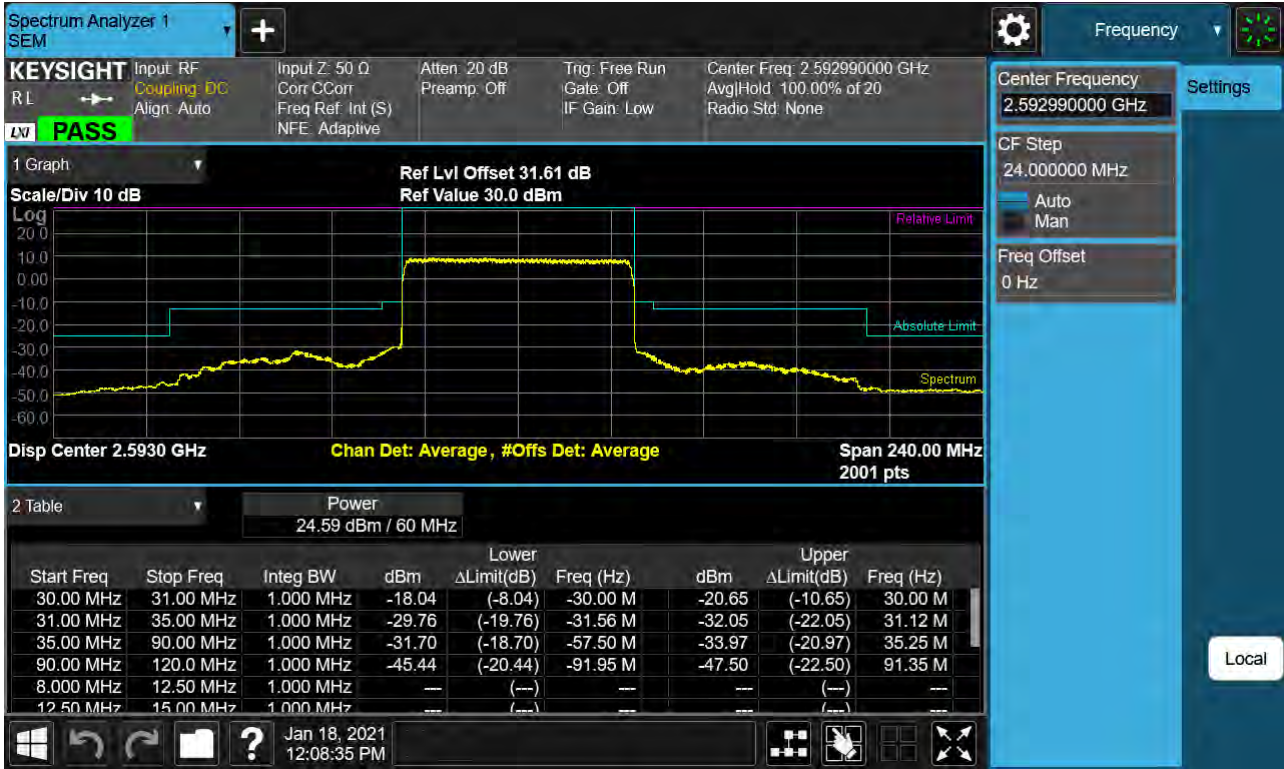 Spectrum Analyzer 1
SEM
Frequency
KEYSIGHT
R L
LXI
PASS
Input: RF
Coupling: DC
Align: Auto
Input Z: 50 Ω
Corr CCorr
Freq Ref: Int (S)
NFE: Adaptive
Atten: 20 dB
Preamp: Off
Trig: Free Run
Gate: Off
IF Gain: Low
Center Freq: 2.592990000 GHz
Avg|Hold: 100.00% of 20
Radio Std: None
Center Frequency
2.592990000 GHz
Settings
CF Step
24.000000 MHz
Auto
Man
Freq Offset
0 Hz
Local
1 Graph
Scale/Div 10 dB
Ref Lvl Offset 31.61 dB
Ref Value 30.0 dBm
Log
20.0
10.0
0.00
-10.0
-20.0
-30.0
-40.0
-50.0
-60.0
Relative Limit
Absolute Limit
Spectrum
Disp Center 2.5930 GHz
Chan Det: Average , #Offs Det: Average
Span 240.00 MHz
2001 pts
2 Table
Power
24.59 dBm / 60 MHz
Lower Upper
Start Freq Stop Freq Integ BW dBm ΔLimit(dB) Freq (Hz) dBm ΔLimit(dB) Freq (Hz)
30.00 MHz 31.00 MHz 1.000 MHz -18.04 (-8.04) -30.00 M -20.65 (-10.65) 30.00 M
31.00 MHz 35.00 MHz 1.000 MHz -29.76 (-19.76) -31.56 M -32.05 (-22.05) 31.12 M
35.00 MHz 90.00 MHz 1.000 MHz -31.70 (-18.70) -57.50 M -33.97 (-20.97) 35.25 M
90.00 MHz 120.0 MHz 1.000 MHz -45.44 (-20.44) -91.95 M -47.50 (-22.50) 91.35 M
8.000 MHz 12.50 MHz 1.000 MHz --- (---) --- --- (---) ---
12.50 MHz 15.00 MHz 1.000 MHz --- (---) --- --- (---) ---
?
Jan 18, 2021
12:08:35 PM